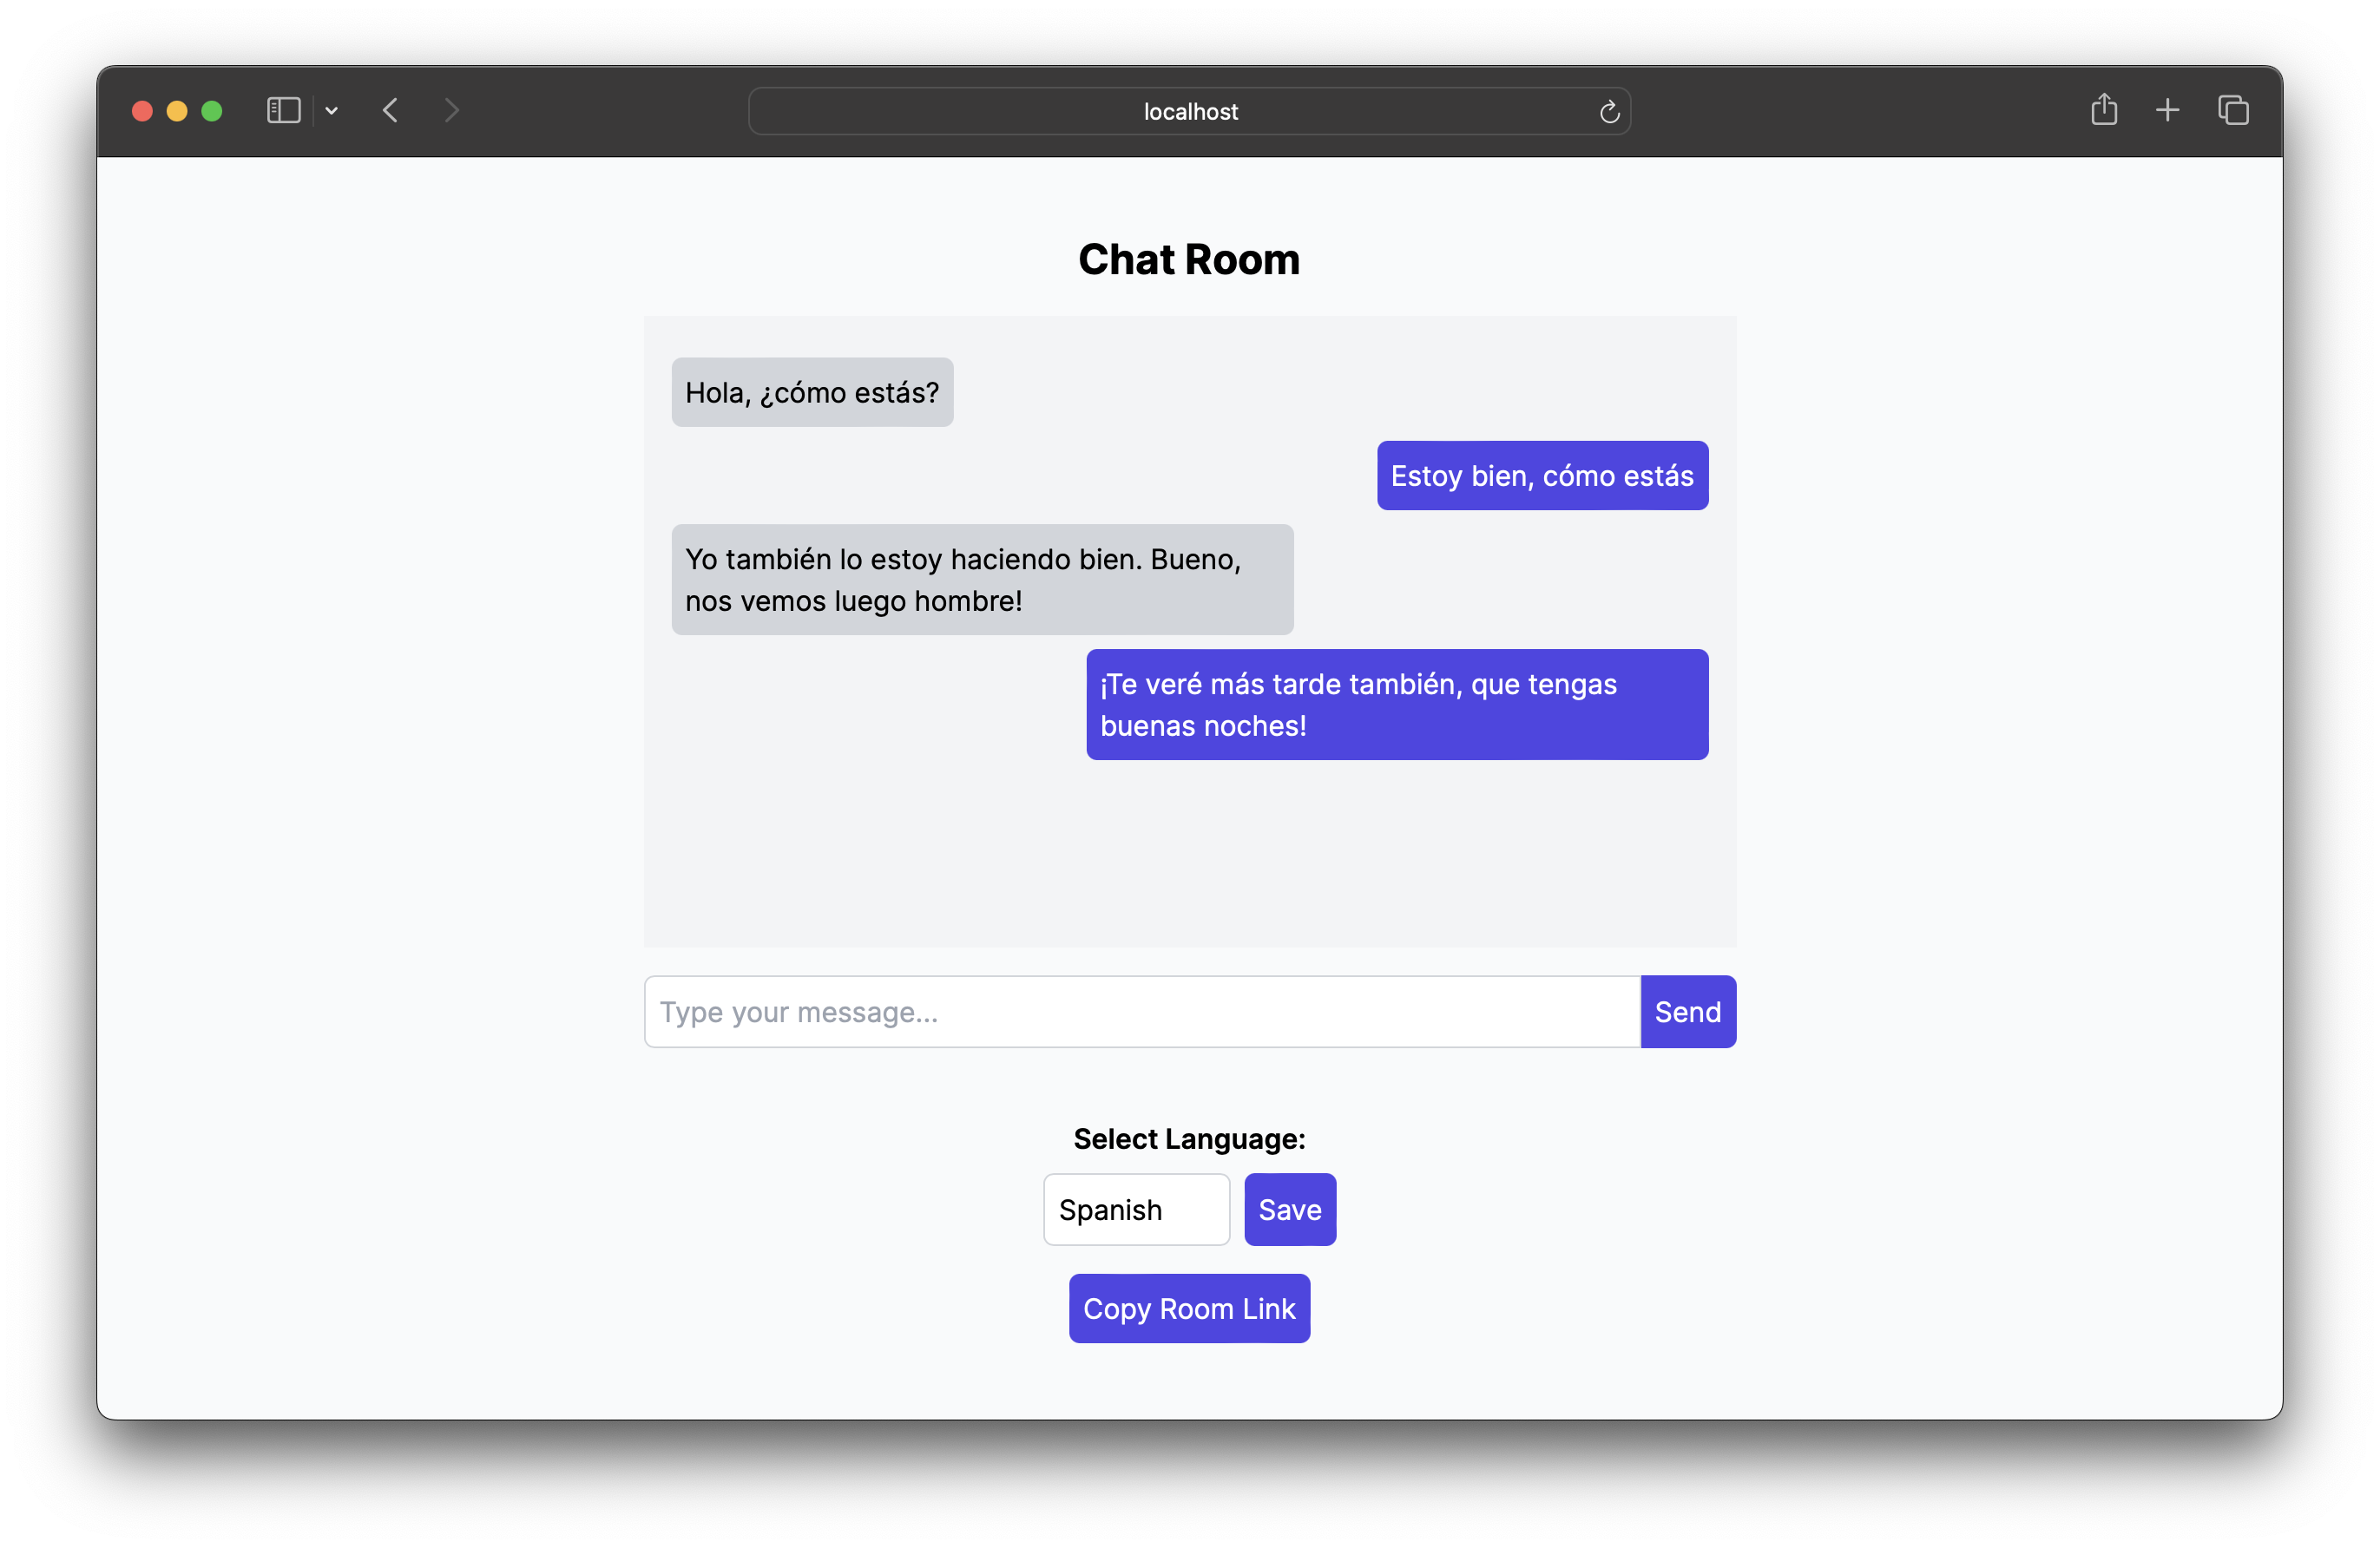 localhost
Chat Room
Hola, ¿cómo estás?
Estoy bien, cómo estás
Yo también lo estoy haciendo bien. Bueno,
nos vemos luego hombre!
¡Te veré más tarde también, que tengas
buenas noches!
Type your message...
Send
Select Language:
Spanish
Save
Copy Room Link